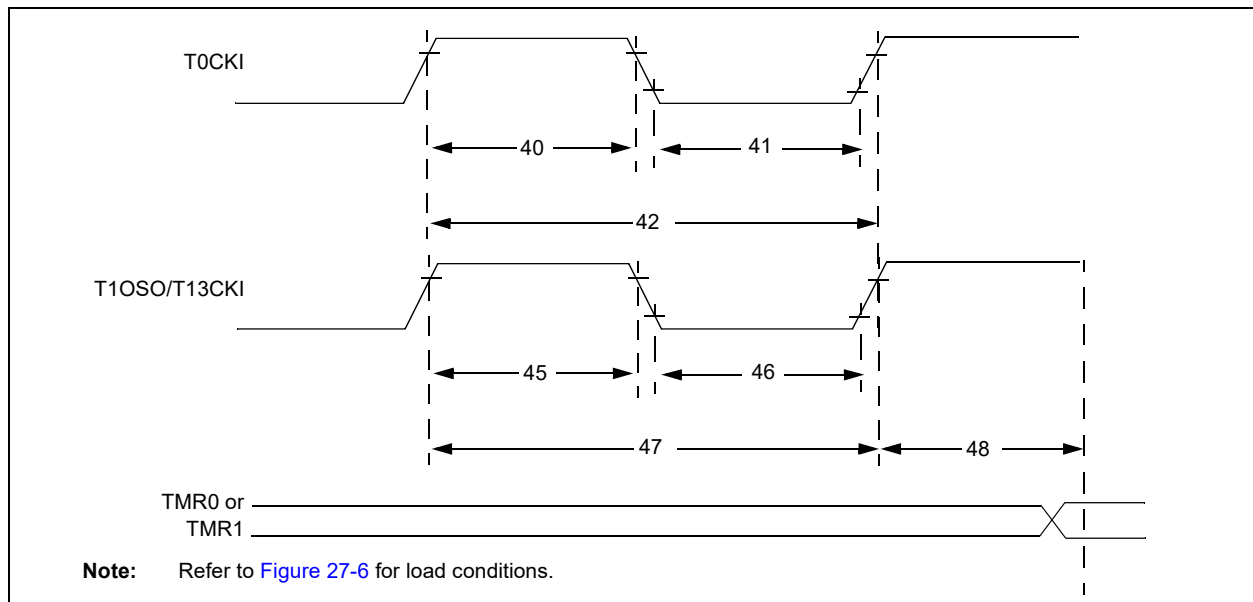 T0CKI
40
41
42
T1OSO/T13CKI
45
46
47
48
TMR0 or
TMR1
Note: Refer to Figure 27-6 for load conditions.